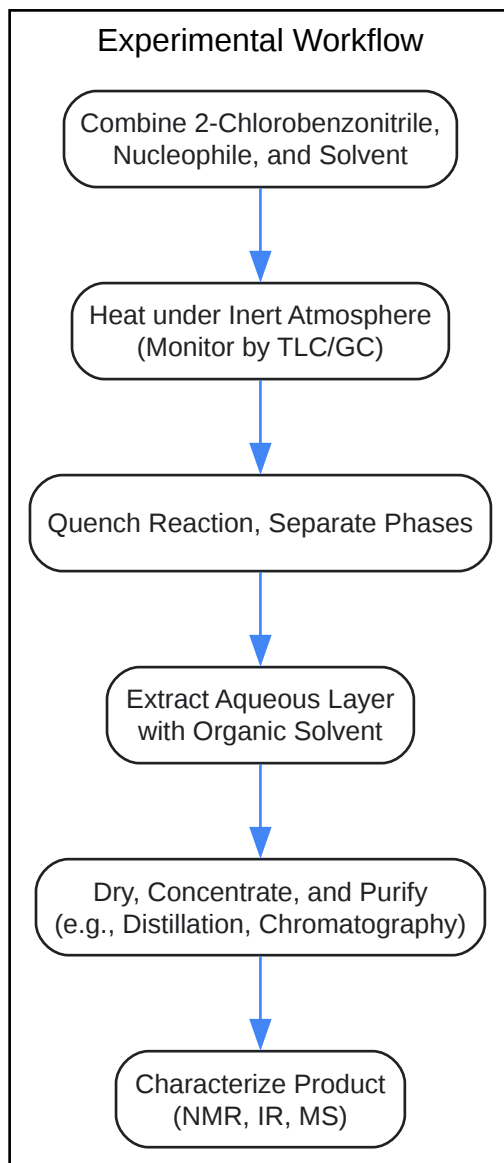 Experimental Workflow
Combine 2-Chlorobenzonitrile,
Nucleophile, and Solvent
Heat under Inert Atmosphere
(Monitor by TLC/GC)
Quench Reaction, Separate Phases
Extract Aqueous Layer
with Organic Solvent
Dry, Concentrate, and Purify
(e.g., Distillation, Chromatography)
Characterize Product
(NMR, IR, MS)